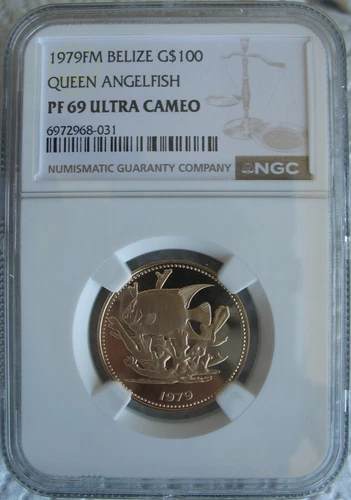 1979FM BELIZE G$100
QUEEN ANGELFISH
PF 69 ULTRA CAMEO
6972968-031
NUMISMATIC GUARANTY COMPANY NGC
1979